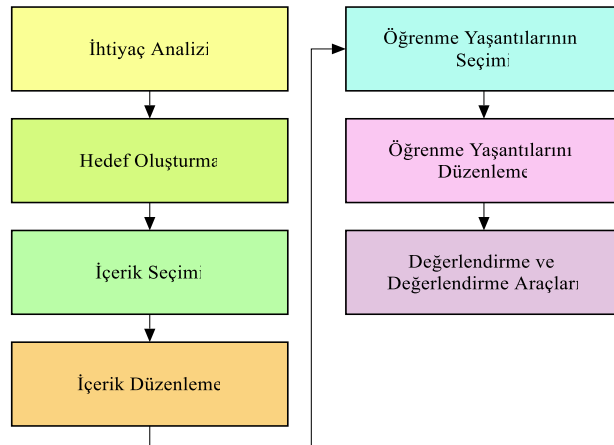 İhtiyaç Analizi
Hedef Oluşturma
İçerik Seçimi
İçerik Düzenleme
Öğrenme Yaşantılarının
Seçimi
Öğrenme Yaşantılarını
Düzenleme
Değerlendirme ve
Değerlendirme Araçları